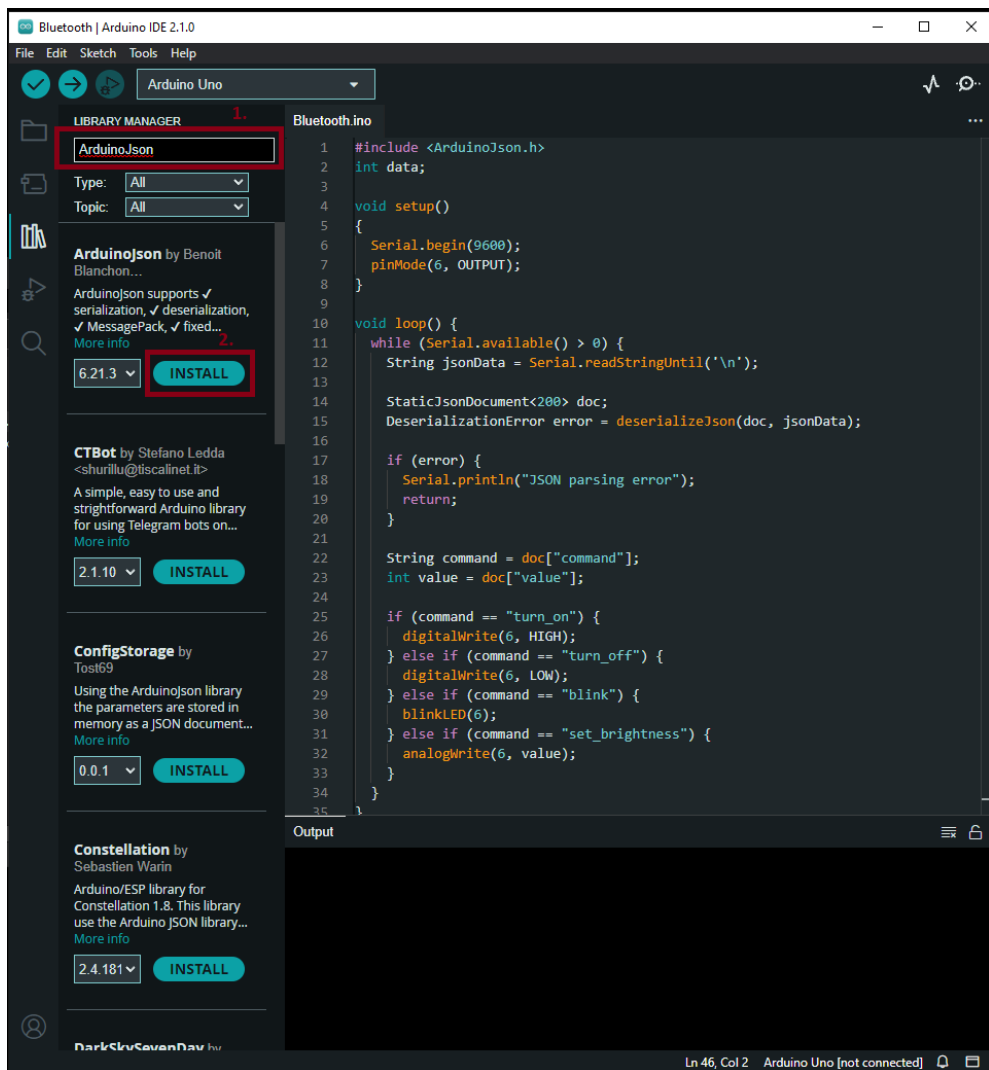 Bluetooth | Arduino IDE 2.1.0
File Edit Sketch Tools Help
Arduino Uno
LIBRARY MANAGER
1.
ArduinoJson
Type: All
Topic: All
ArduinoJson by Benoit
Blanchon...
ArduinoJson supports ✓
serialization, ✓ deserialization,
✓ MessagePack, ✓ fixed...
More info
2.
6.21.3 INSTALL
CTBot by Stefano Ledda
<shurillu@tiscalinet.it>
A simple, easy to use and
strightforward Arduino library
for using Telegram bots on...
More info
2.1.10 INSTALL
ConfigStorage by
Tost69
Using the ArduinoJson library
the parameters are stored in
memory as a JSON document...
More info
0.0.1 INSTALL
Constellation by
Sebastien Warin
Arduino/ESP library for
Constellation 1.8. This library
use the Arduino JSON library...
More info
2.4.181 INSTALL
DarkSkySevenDay by
Bluetooth.ino
1 #include <ArduinoJson.h>
2 int data;
3
4 void setup()
5 {
6 Serial.begin(9600);
7 pinMode(6, OUTPUT);
8 }
9
10 void loop() {
11 while (Serial.available() > 0) {
12 String jsonData = Serial.readStringUntil('\n');
13
14 StaticJsonDocument<200> doc;
15 DeserializationError error = deserializeJson(doc, jsonData);
16
17 if (error) {
18 Serial.println("JSON parsing error");
19 return;
20 }
21
22 String command = doc["command"];
23 int value = doc["value"];
24
25 if (command == "turn_on") {
26 digitalWrite(6, HIGH);
27 } else if (command == "turn_off") {
28 digitalWrite(6, LOW);
29 } else if (command == "blink") {
30 blinkLED(6);
31 } else if (command == "set_brightness") {
32 analogWrite(6, value);
33 }
34 }
35 }
Output
Ln 46, Col 2 Arduino Uno [not connected]